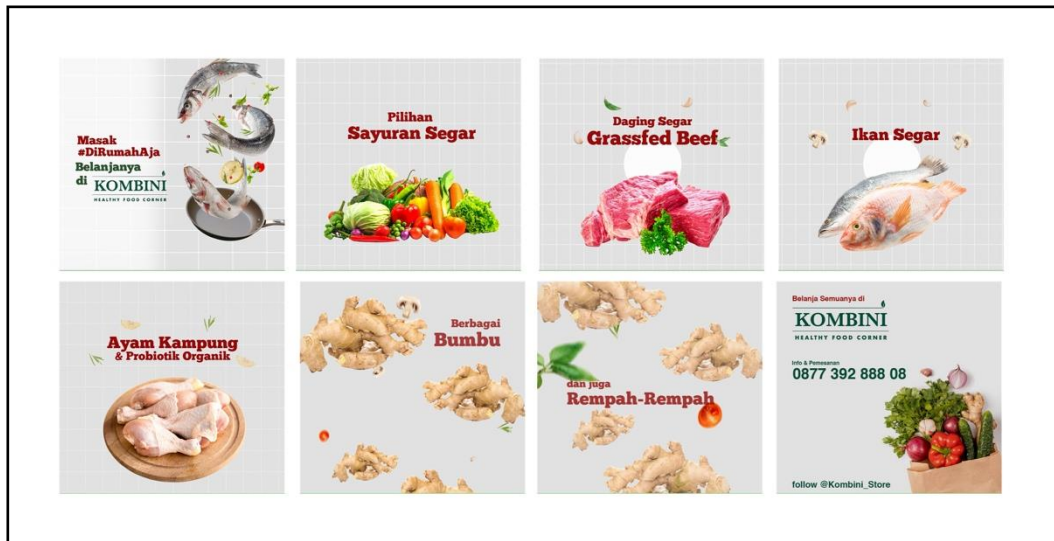 Masak
#DiRumahAja
Belanjanya
di KOMBINI
HEALTHY FOOD CORNER
Pilihan
Sayuran Segar
Daging Segar
Grassfed Beef
Ikan Segar
Ayam Kampung
& Probiotik Organik
Berbagai
Bumbu
dan juga
Rempah-Rempah
Belanja Semuanya di
KOMBINI
HEALTHY FOOD CORNER
Info & Pemesanan
0877 392 888 08
follow @Kombini_Store